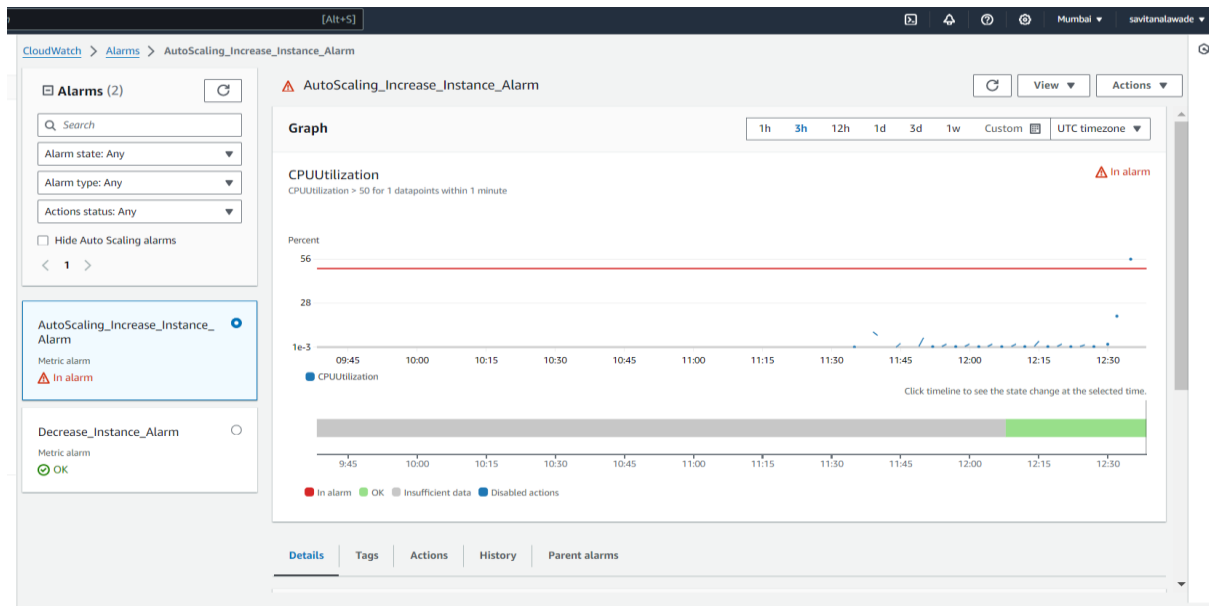 [Alt+S]
Mumbai
savitanalawade
CloudWatch > Alarms > AutoScaling_Increase_Instance_Alarm
Alarms (2)
Search
Alarm state: Any
Alarm type: Any
Actions status: Any
Hide Auto Scaling alarms
< 1 >
AutoScaling_Increase_Instance_
Alarm
Metric alarm
In alarm
Decrease_Instance_Alarm
Metric alarm
OK
AutoScaling_Increase_Instance_Alarm
View
Actions
Graph
1h 3h 12h 1d 3d 1w Custom UTC timezone
CPUUtilization
In alarm
CPUUtilization > 50 for 1 datapoints within 1 minute
Percent
56
28
1e-3
09:45 10:00 10:15 10:30 10:45 11:00 11:15 11:30 11:45 12:00 12:15 12:30
CPUUtilization
Click timeline to see the state change at the selected time.
9:45 10:00 10:15 10:30 10:45 11:00 11:15 11:30 11:45 12:00 12:15 12:30
In alarm OK Insufficient data Disabled actions
Details Tags Actions History Parent alarms